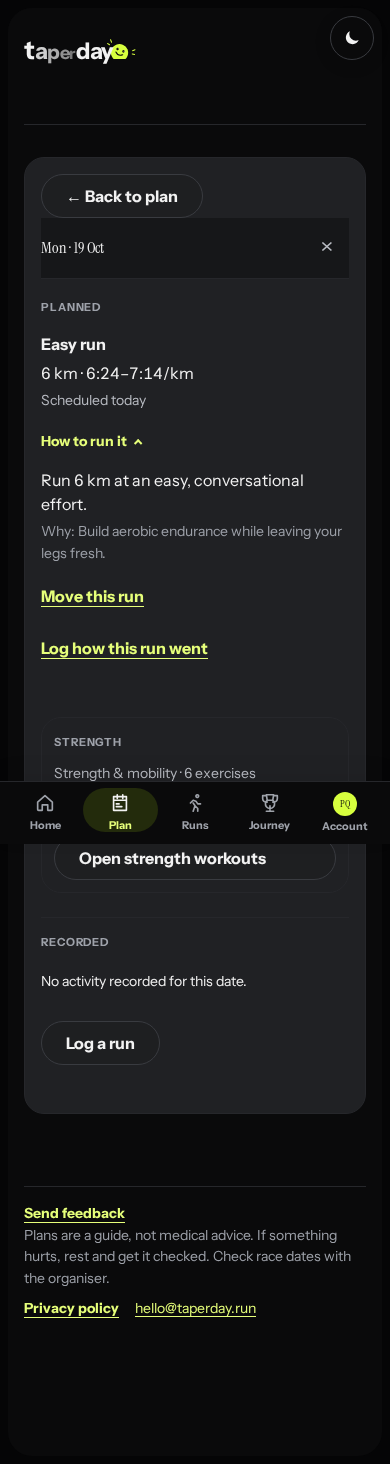 taperday
← Back to plan
Mon · 19 Oct
×
PLANNED
Easy run
6 km · 6:24–7:14/km
Scheduled today
How to run it
Run 6 km at an easy, conversational
effort.
Why: Build aerobic endurance while leaving your
legs fresh.
Move this run
Log how this run went
STRENGTH
Strength & mobility · 6 exercises
PQ
Home Plan Runs Journey Account
Open strength workouts
RECORDED
No activity recorded for this date.
Log a run
Send feedback
Plans are a guide, not medical advice. If something
hurts, rest and get it checked. Check race dates with
the organiser.
Privacy policy hello@taperday.run